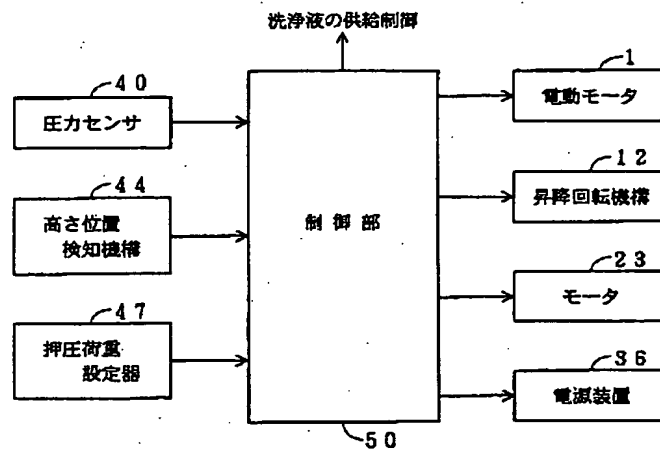 洗浄液の供給制御
40
圧力センサ
44
高さ位置
検知機構
47
押圧荷重
設定器
制御部
50
1
電動モータ
12
昇降回転機構
23
モータ
36
電源装置